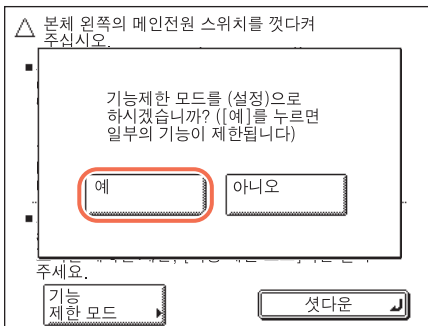 본체 왼쪽의 메인전원 스위치를 껏다켜
주십시오.
기능제한 모드를 (설정)으로
하시겠습니까? ([예]를 누르면
일부의 기능이 제한됩니다)
예
아니오
주세요.
기능
제한 모드
셧다운